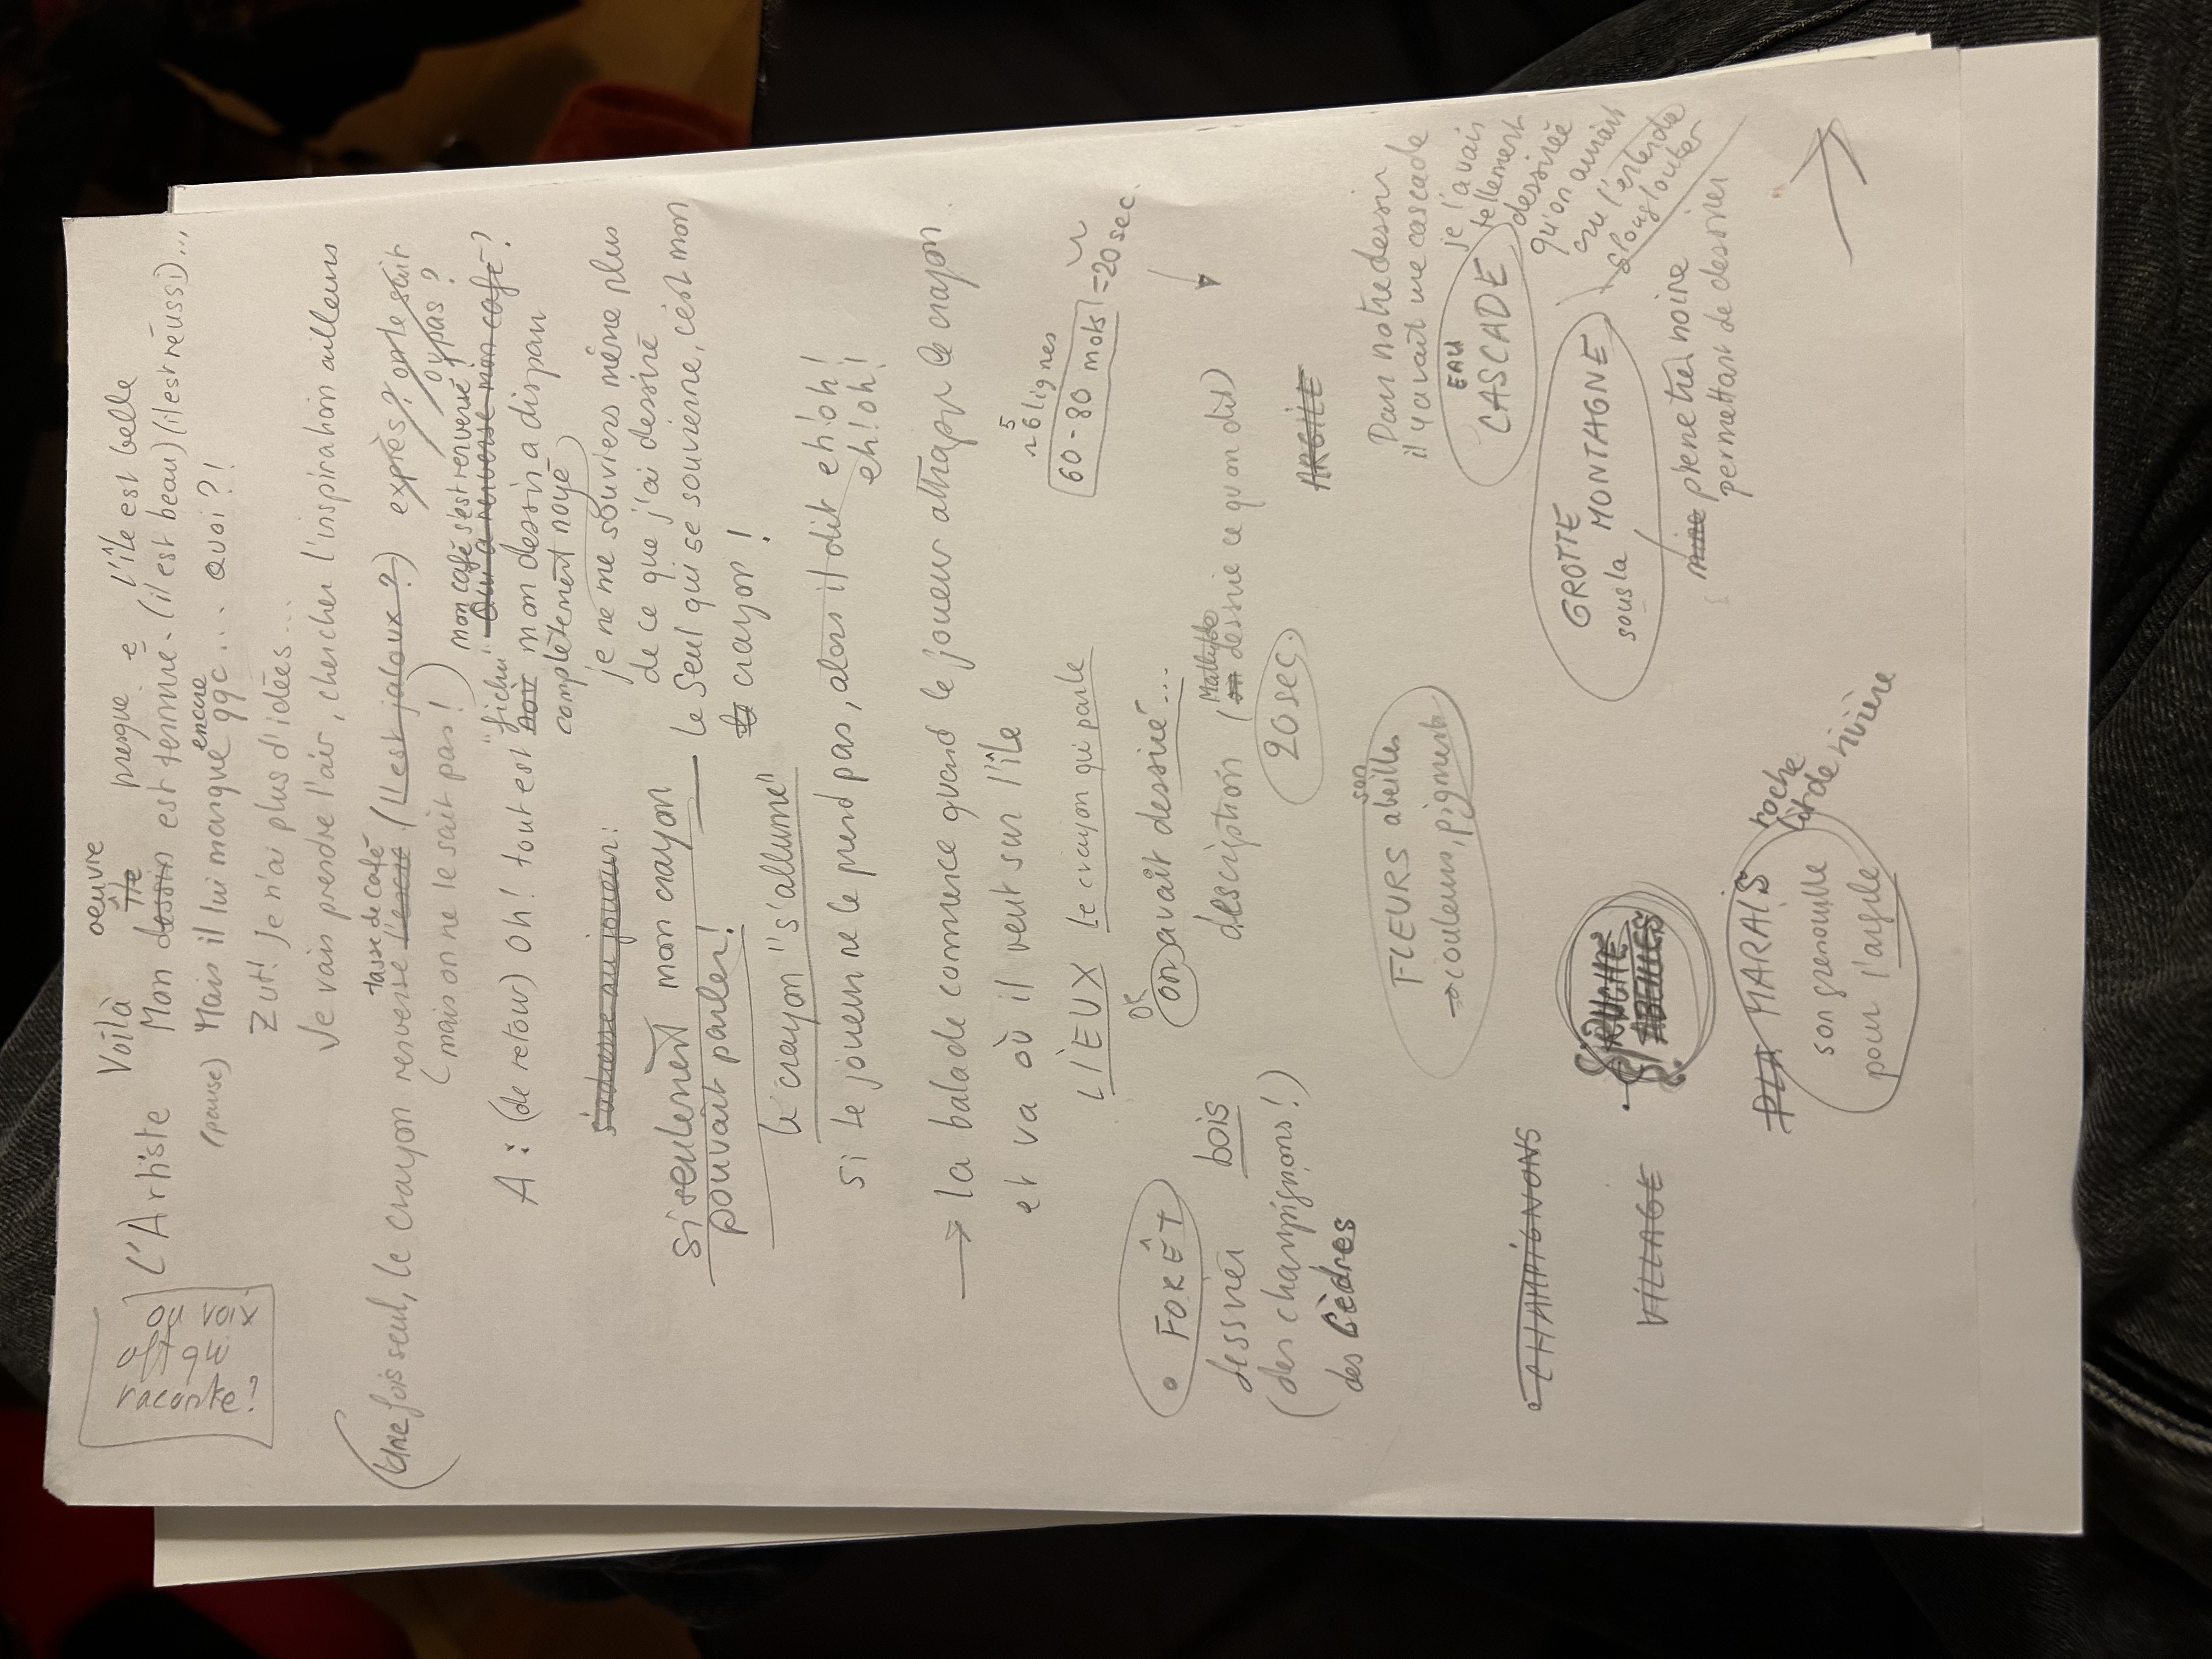 ou voix
off qui
raconte?
oeuvre
Voilà île presque e l'île est belle
L'Artiste Mon dessin est terminé. (il est beau) (il est réussi)...
encore
(pause) Mais il lui manque qqc... Quoi?!
Zut! Je n'ai plus d'idées...
Je vais prendre l'air, chercher l'inspiration ailleurs
tasse de café
(Une fois seul, le crayon renverse l'encre (Il est jaloux ?) exprès? on le sait
ou pas ?
(mais on ne le sait pas!)
mon café s'est renversé!
"fichu" Qui a renversé mon café?
A : (de retour) Oh! tout est noir mon dessin a disparu
complètement noyé
s'adresse au joueur:
je ne me souviens même plus
de ce que j'ai dessiné
si seulement mon crayon
pouvait parler!
le seul qui se souvienne, c'est mon
le crayon !
le crayon "s'allume"
si le joueur ne le prend pas, alors il dit eh!oh!
eh!oh!
→ la balade commence quand le joueur attrape le crayon
et va où il veut sur l'île
5
~6 lignes
60-80 mots =20 sec.
LIEUX le crayon qui parle
OK
• FORÊT
on avait dessiné...
dessiner bois
Mathilde
description (on dessine ce qu'on dit)
(des champignons!)
20 sec.
des Cèdres
ARGILE
son
FLEURS abeilles
→ couleurs, pigments
Dans notre dessin
il y avait une cascade
je l'avais
tellement
dessinée
qu'on aurait
cru l'entendre
glouglouter
EAU
CASCADE
• CHAMPIGNONS
GROTTE
sous la MONTAGNE
RUCHE
ABEILLES
VILLAGE
mine pierre noire
permettant de dessiner
PLA MARAIS
son grenouille
pour l'argile
roche
lit de rivière